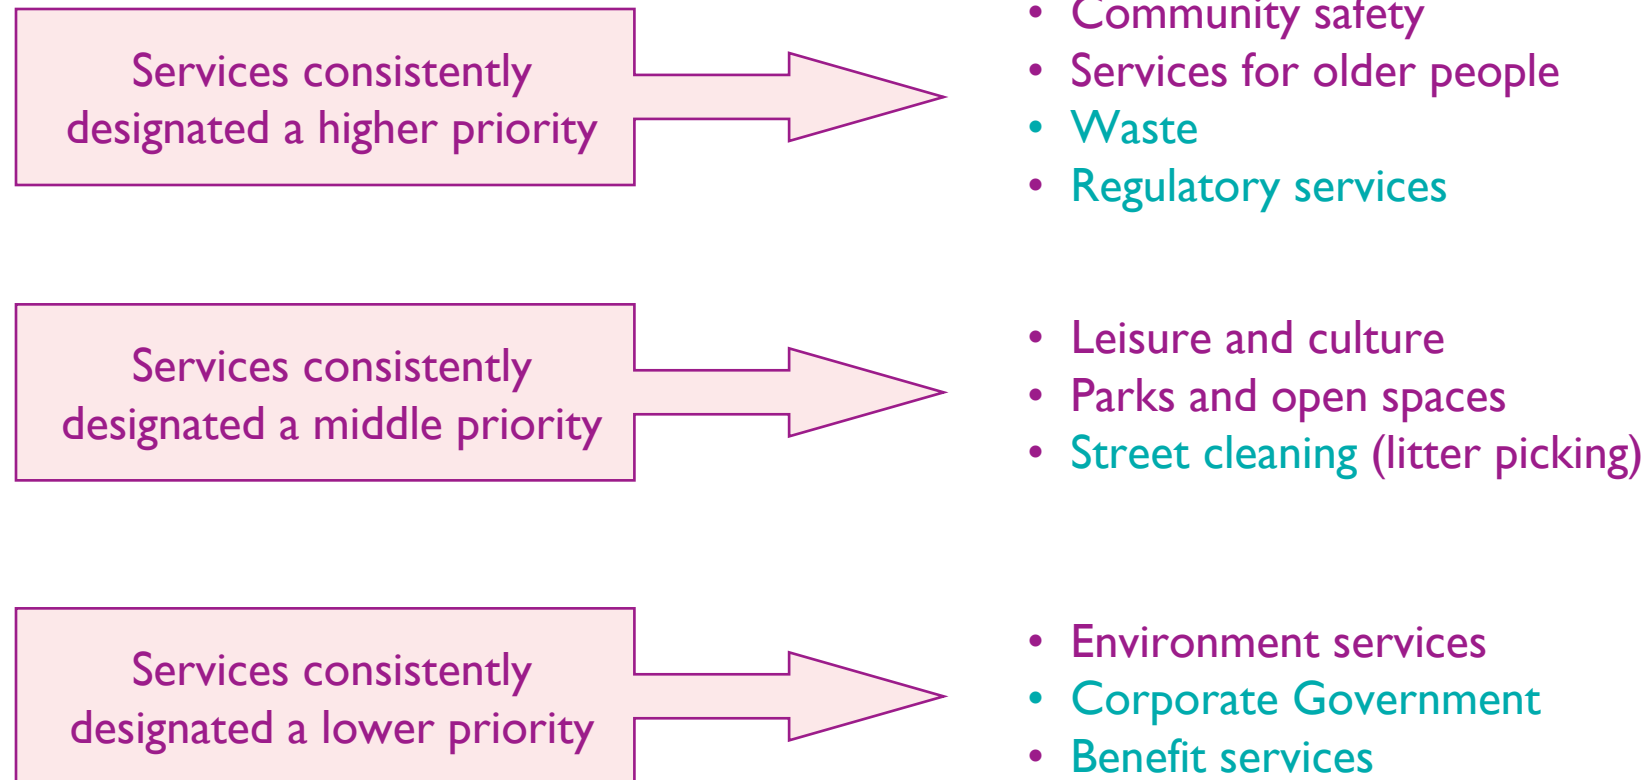 Services consistently
designated a higher priority
• Community safety
• Services for older people
• Waste
• Regulatory services
Services consistently
designated a middle priority
• Leisure and culture
• Parks and open spaces
• Street cleaning (litter picking)
Services consistently
designated a lower priority
• Environment services
• Corporate Government
• Benefit services